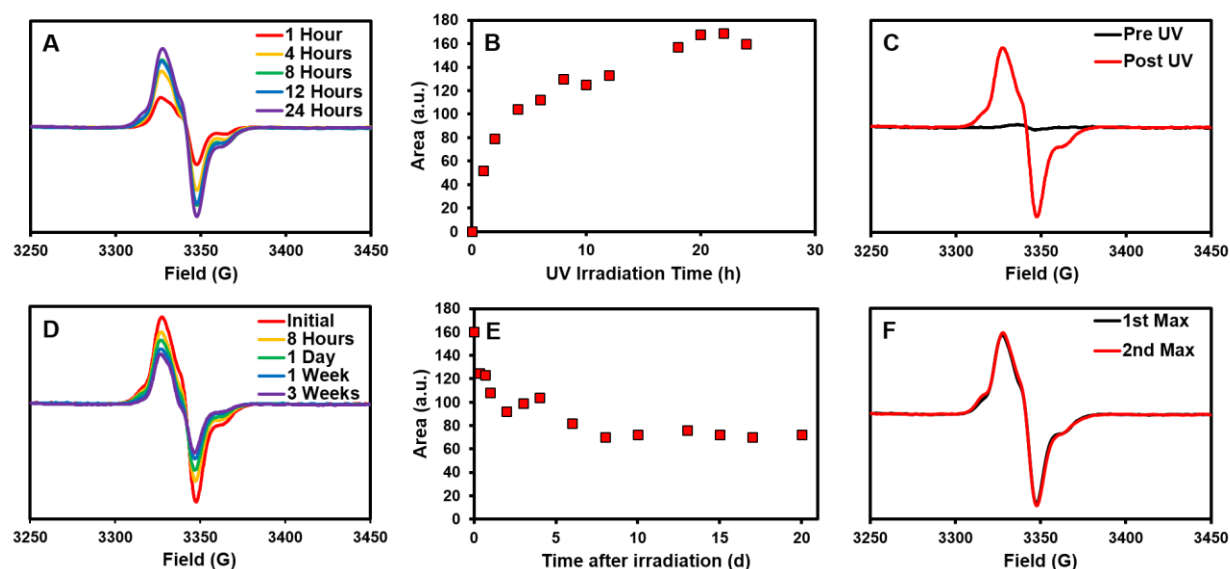 A
1 Hour
4 Hours
8 Hours
12 Hours
24 Hours
3250 3300 3350 3400 3450
Field (G)
B
Area (a.u.)
180
160
140
120
100
80
60
40
20
0
0 10 20 30
UV Irradiation Time (h)
C
Pre UV
Post UV
3250 3300 3350 3400 3450
Field (G)
D
Initial
8 Hours
1 Day
1 Week
3 Weeks
3250 3300 3350 3400 3450
Field (G)
E
Area (a.u.)
180
160
140
120
100
80
60
40
20
0
0 5 10 15 20
Time after irradiation (d)
F
1st Max
2nd Max
3250 3300 3350 3400 3450
Field (G)